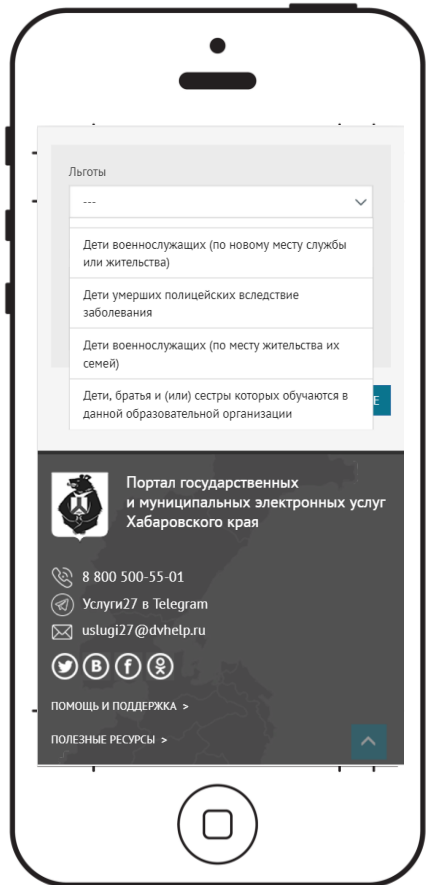 Льготы
---
Дети военнослужащих (по новому месту службы
или жительства)
Дети умерших полицейских вследствие
заболевания
Дети военнослужащих (по месту жительства их
семей)
Дети, братья и (или) сестры которых обучаются в
данной образовательной организации
Е
Портал государственных
и муниципальных электронных услуг
Хабаровского края
8 800 500-55-01
Услуги27 в Telegram
uslugi27@dvhelp.ru
ПОМОЩЬ И ПОДДЕРЖКА >
ПОЛЕЗНЫЕ РЕСУРСЫ >